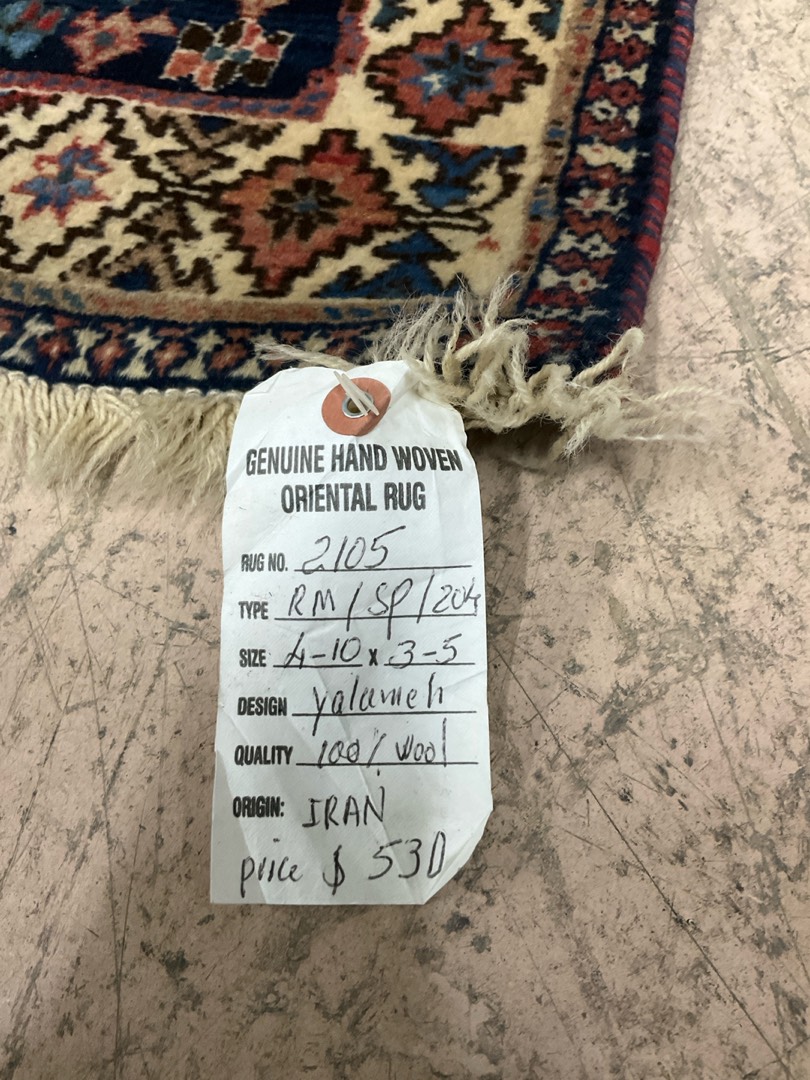 GENUINE HAND WOVEN
ORIENTAL RUG
RUG NO. 2105
TYPE RM/SP/204
SIZE 4-10 x 3-5
DESIGN Yalameh
QUALITY 100% Wool
ORIGIN: IRAN
price $ 530